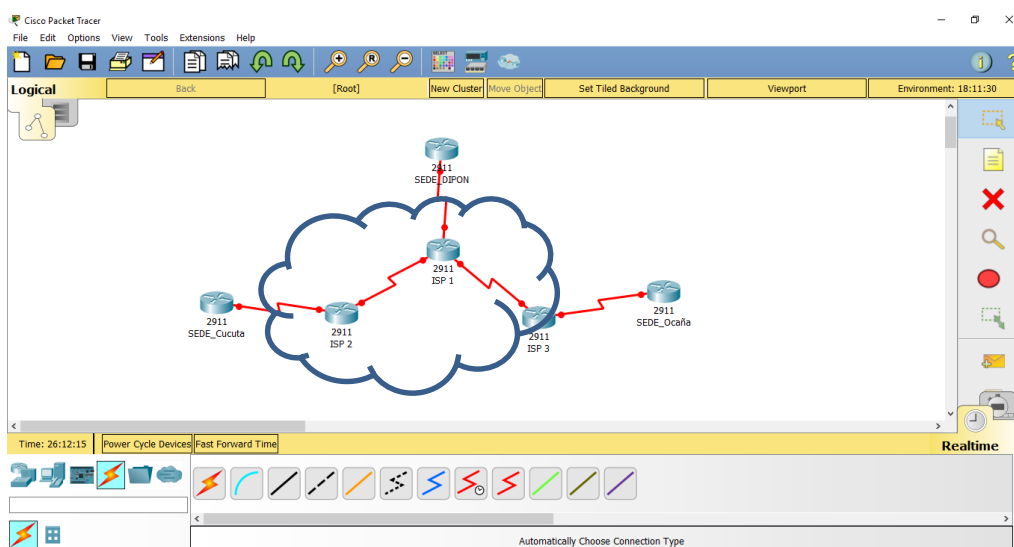 Cisco Packet Tracer
File Edit Options View Tools Extensions Help
Logical Back [Root] New Cluster Move Object Set Tiled Background Viewport Environment: 18:11:30
2911
SEDE_DIPON
2911
ISP 1
2911
SEDE_Cucuta
2911
ISP 2
2911
ISP 3
2911
SEDE_Ocaña
Time: 26:12:15 Power Cycle Devices Fast Forward Time Realtime
Automatically Choose Connection Type